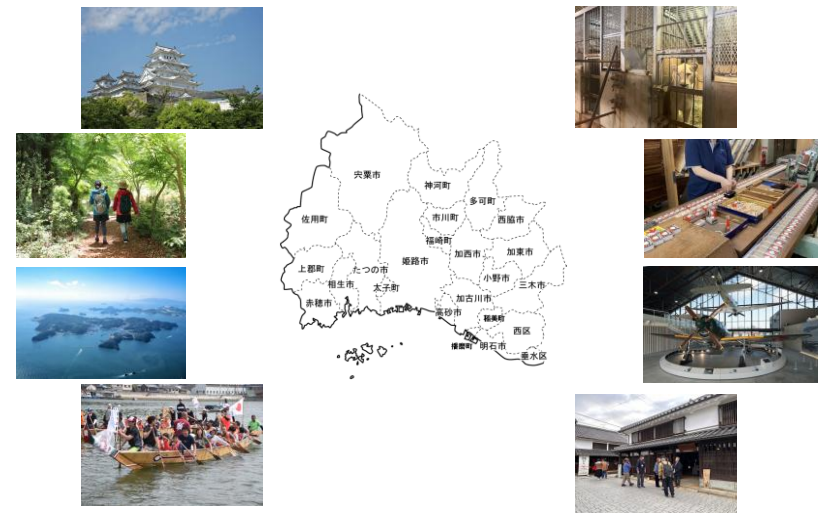 宍粟市
神河町
多可町
佐用町
市川町
西脇市
福崎町
加西市
加東市
姫路市
上郡町
たつの市
相生市
太子町
小野市
三木市
赤穂市
加古川市
高砂市
稲美町
西区
播磨町
明石市
垂水区